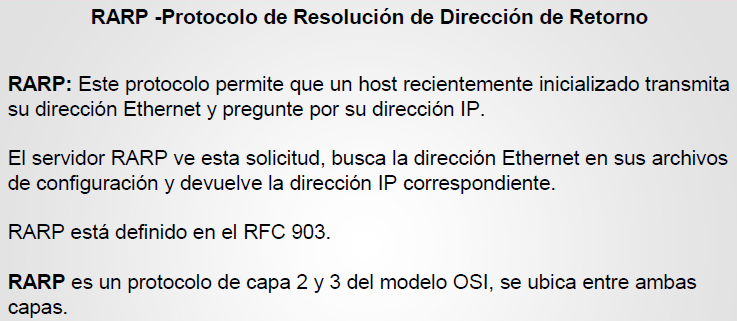 RARP -Protocolo de Resolución de Dirección de Retorno
RARP: Este protocolo permite que un host recientemente inicializado transmita
su dirección Ethernet y pregunte por su dirección IP.
El servidor RARP ve esta solicitud, busca la dirección Ethernet en sus archivos
de configuración y devuelve la dirección IP correspondiente.
RARP está definido en el RFC 903.
RARP es un protocolo de capa 2 y 3 del modelo OSI, se ubica entre ambas
capas.